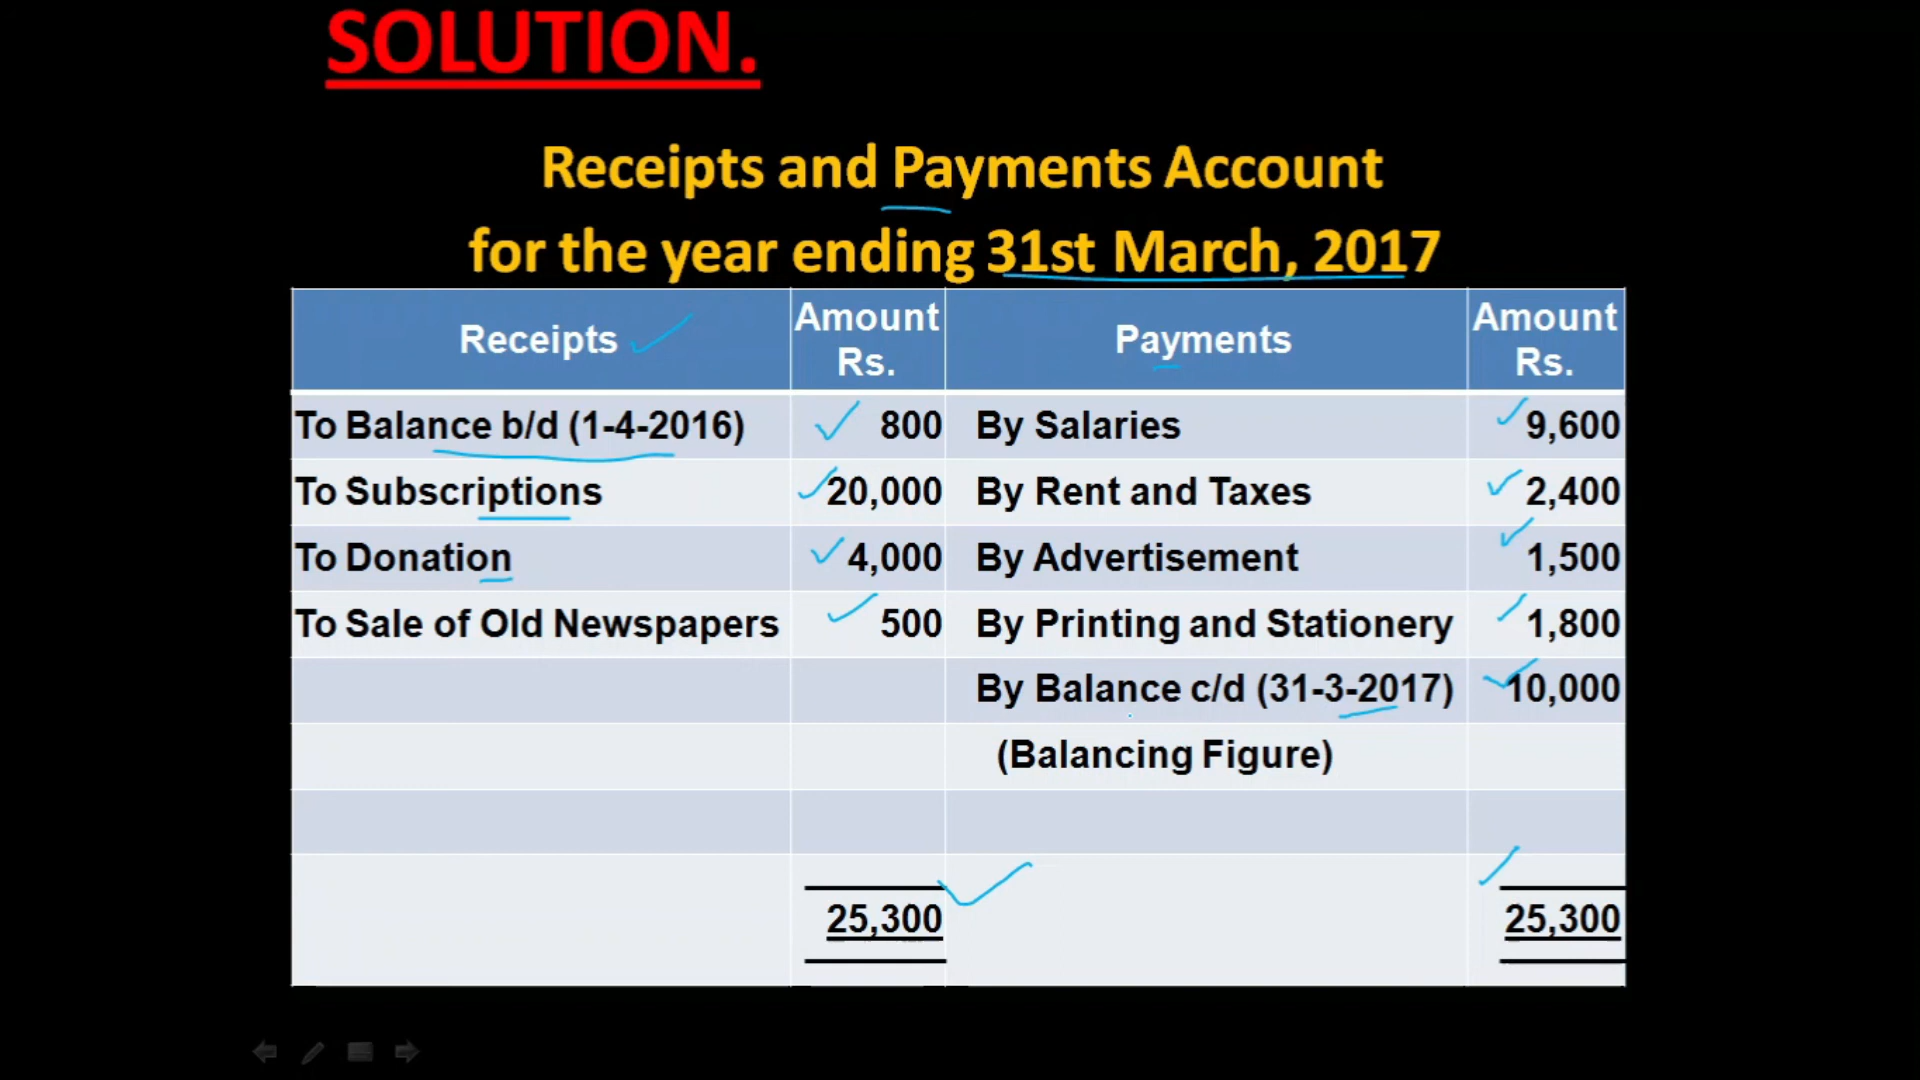 SOLUTION.
Receipts and Payments Account
for the year ending 31st March, 2017
Receipts Amount Rs. Payments Amount Rs.
To Balance b/d (1-4-2016) 800 By Salaries 9,600
To Subscriptions 20,000 By Rent and Taxes 2,400
To Donation 4,000 By Advertisement 1,500
To Sale of Old Newspapers 500 By Printing and Stationery 1,800
By Balance c/d (31-3-2017) 10,000
(Balancing Figure)
25,300 25,300